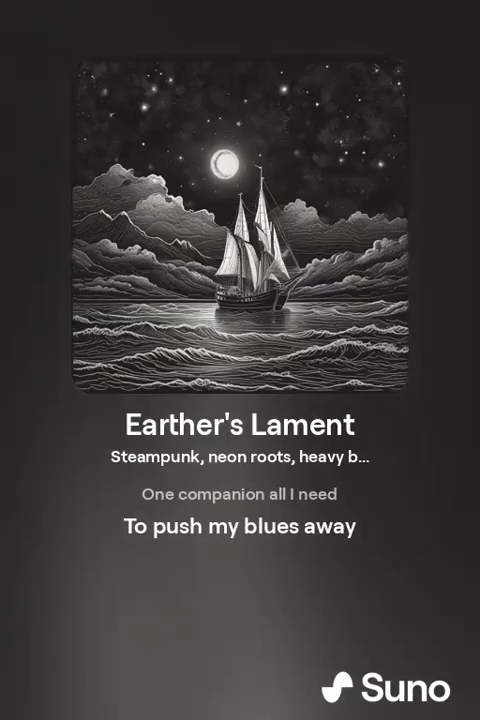 Earther's Lament
Steampunk, neon roots, heavy b...
One companion all I need
To push my blues away
Suno